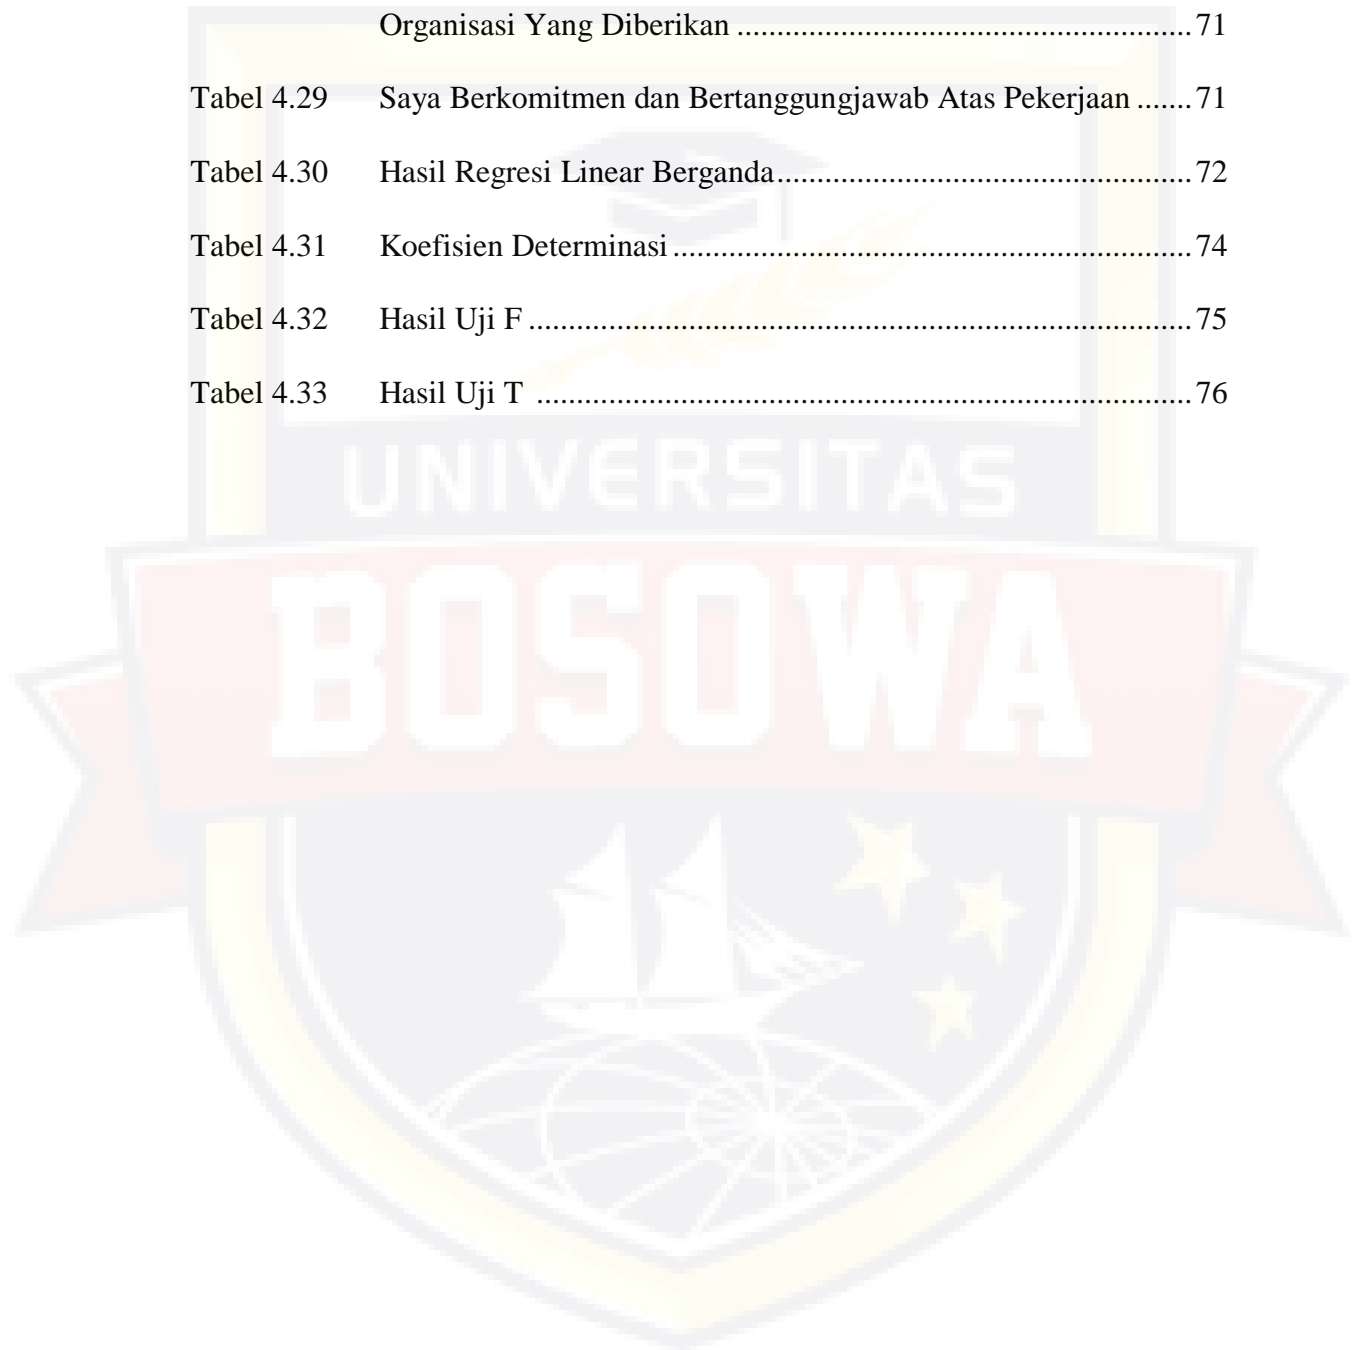 Organisasi Yang Diberikan ......................................................... 71
Tabel 4.29 Saya Berkomitmen dan Bertanggungjawab Atas Pekerjaan ....... 71
Tabel 4.30 Hasil Regresi Linear Berganda.................................................... 72
Tabel 4.31 Koefisien Determinasi ................................................................. 74
Tabel 4.32 Hasil Uji F ................................................................................... 75
Tabel 4.33 Hasil Uji T .................................................................................. 76
UNIVERSITAS
BOSOWA